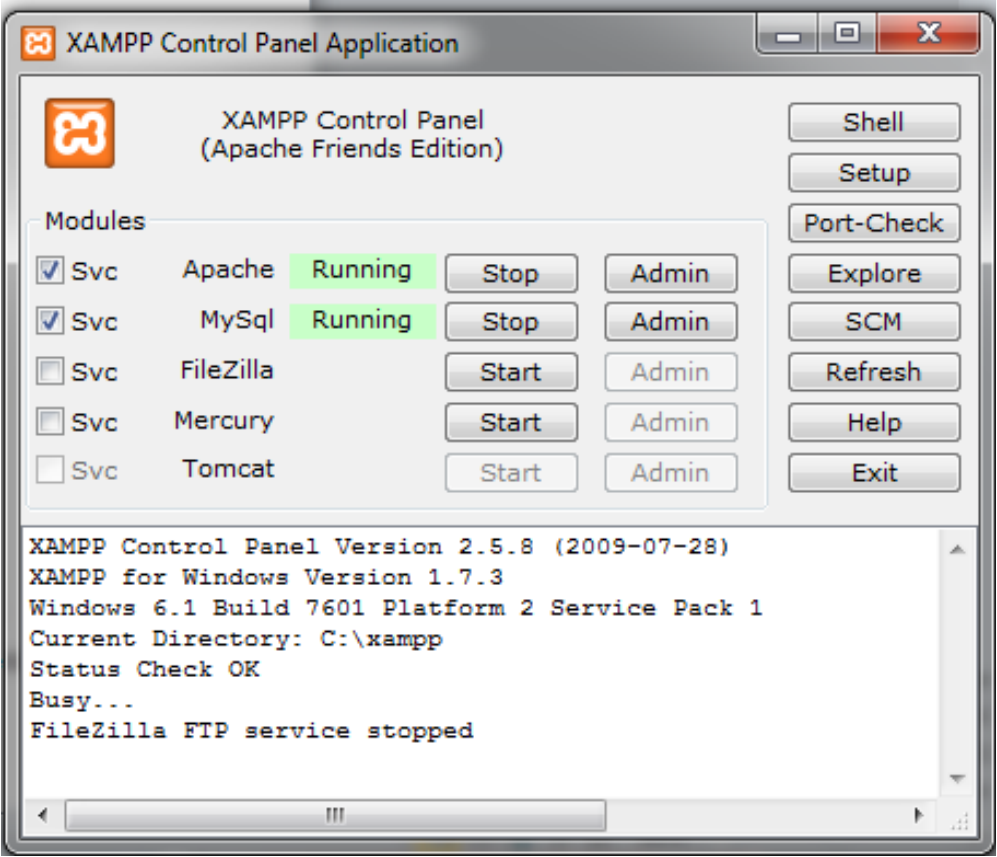 XAMPP Control Panel Application
XAMPP Control Panel
(Apache Friends Edition)
Shell
Setup
Modules
Port-Check
Svc Apache Running Stop Admin Explore
Svc MySql Running Stop Admin SCM
Svc FileZilla Start Admin Refresh
Svc Mercury Start Admin Help
Svc Tomcat Start Admin Exit
XAMPP Control Panel Version 2.5.8 (2009-07-28)
XAMPP for Windows Version 1.7.3
Windows 6.1 Build 7601 Platform 2 Service Pack 1
Current Directory: C:\xampp
Status Check OK
Busy...
FileZilla FTP service stopped